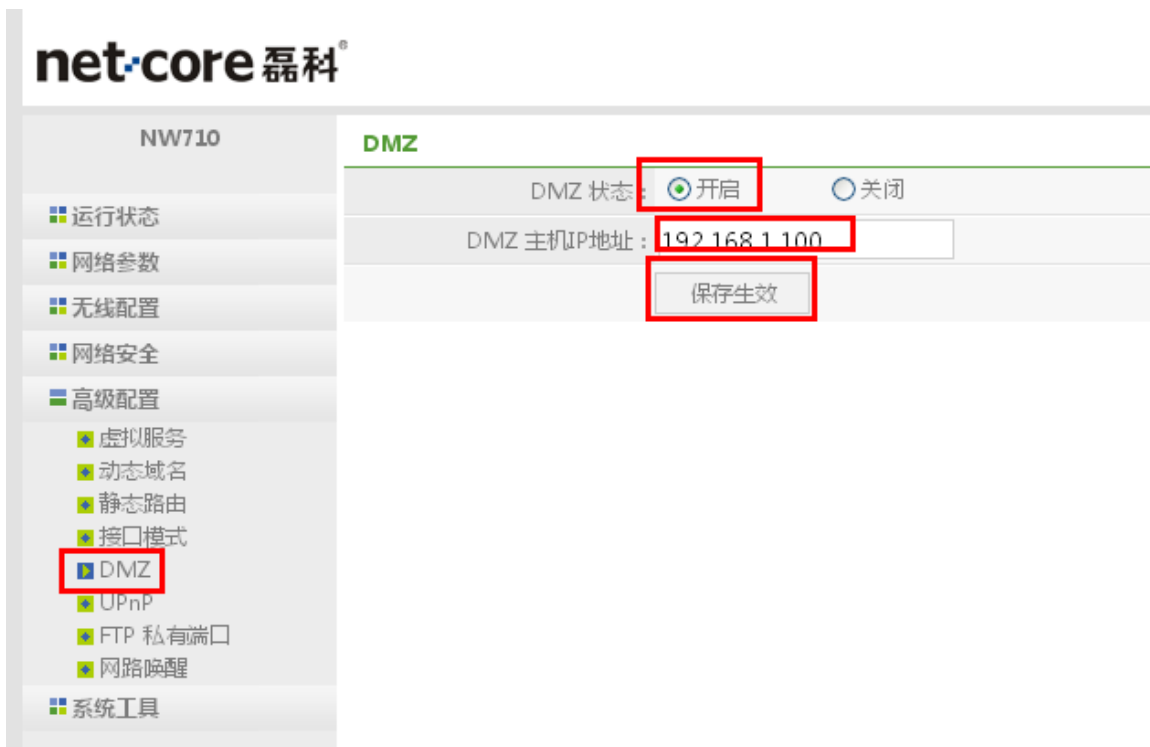 net·core磊科®
NW710
运行状态
网络参数
无线配置
网络安全
高级配置
虚拟服务
动态域名
静态路由
接口模式
DMZ
UPnP
FTP 私有端口
网路唤醒
系统工具
DMZ
DMZ 状态： 开启 关闭
DMZ 主机IP地址： 192.168.1.100
保存生效